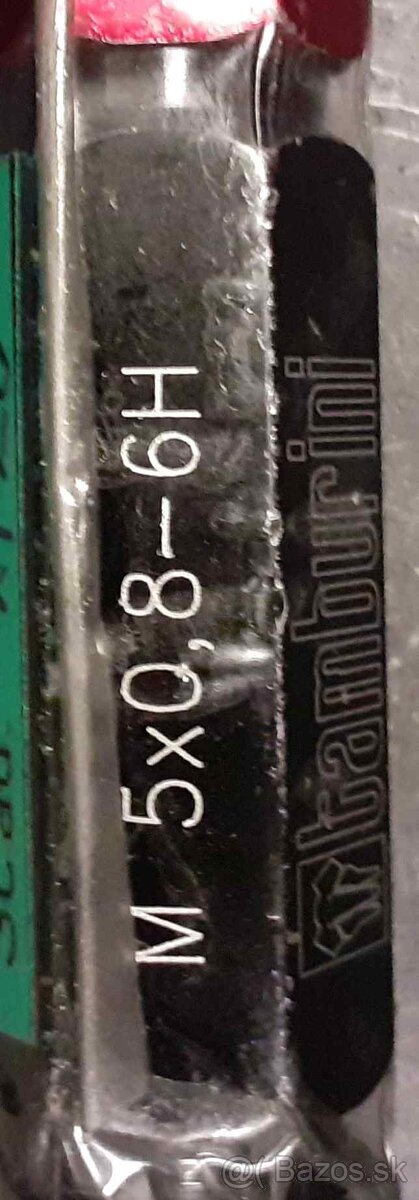 M 5x0,8-6H
tamburini
@( Bazos.sk